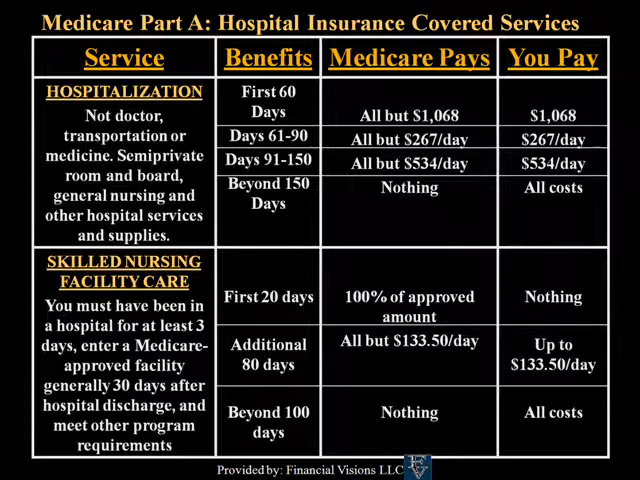 Medicare Part A: Hospital Insurance Covered Services
Service Benefits Medicare Pays You Pay
HOSPITALIZATION
Not doctor,
transportation or
medicine. Semiprivate
room and board,
general nursing and
other hospital services
and supplies.
First 60
Days
All but $1,068
$1,068
Days 61-90
All but $267/day
$267/day
Days 91-150
All but $534/day
$534/day
Beyond 150
Days
Nothing
All costs
SKILLED NURSING
FACILITY CARE
You must have been in
a hospital for at least 3
days, enter a Medicare-
approved facility
generally 30 days after
hospital discharge, and
meet other program
requirements
First 20 days
100% of approved
amount
Nothing
Additional
80 days
All but $133.50/day
Up to
$133.50/day
Beyond 100
days
Nothing
All costs
Provided by: Financial Visions LLC